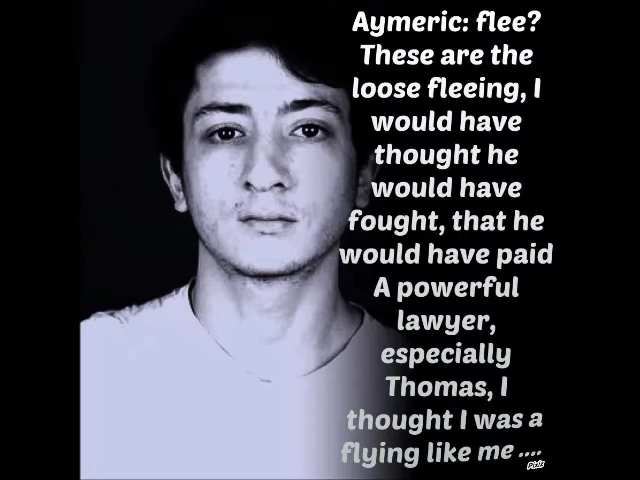 Aymeric: flee?
These are the
loose fleeing, I
would have
thought he
would have
fought, that he
would have paid
A powerful
lawyer,
especially
Thomas, I
thought I was a
flying like me ....
Pixiz